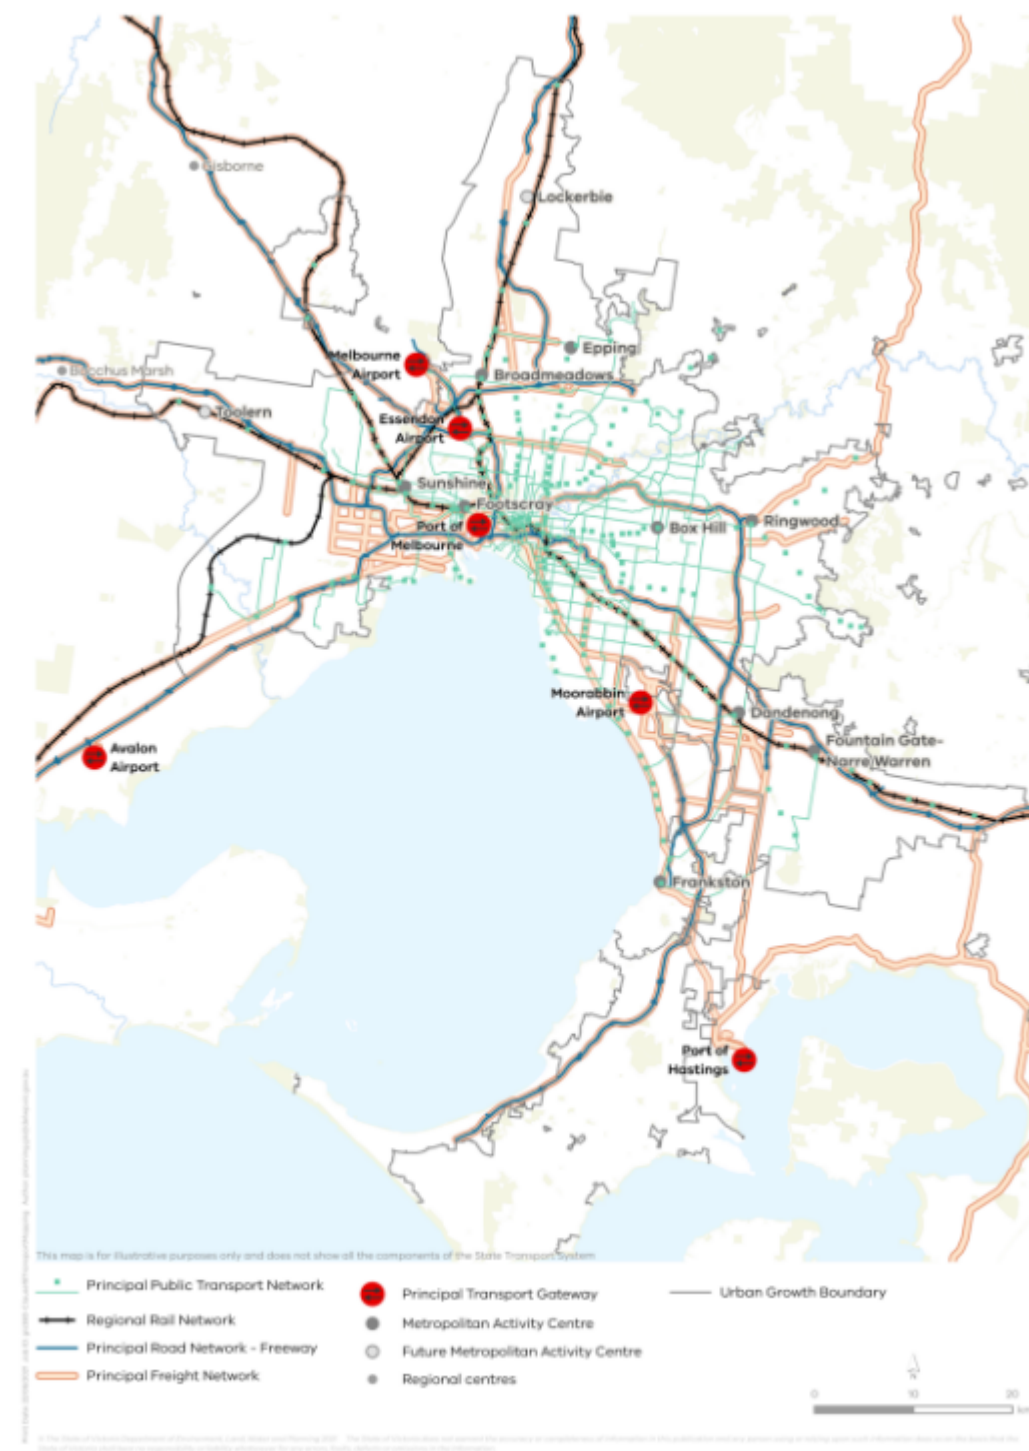 Gisborne
Lockerbie
Melbourne
Airport
Epping
Bacchus Marsh
Broadmeadows
Toolern
Essendon
Airport
Sunshine
Footscray
Port of
Melbourne
Box Hill
Ringwood
Moorabbin
Airport
Dandenong
Avalon
Airport
Fountain Gate-
Narre Warren
Frankston
Port of
Hastings
This map is for illustrative purposes only and does not show all the components of the State Transport System
Principal Public Transport Network
Regional Rail Network
Principal Road Network - Freeway
Principal Freight Network
Principal Transport Gateway
Metropolitan Activity Centre
Future Metropolitan Activity Centre
Regional centres
Urban Growth Boundary
N
0 10 20
km